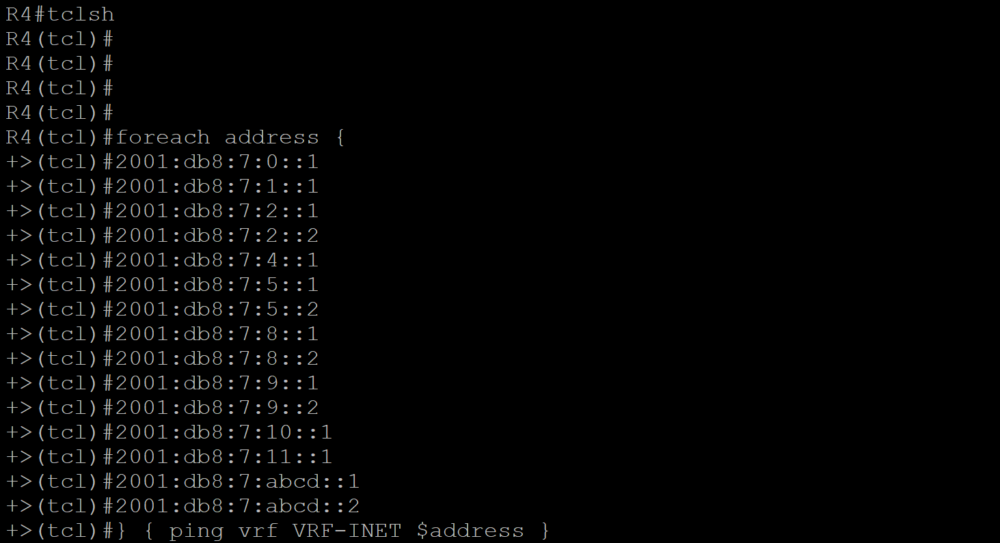 R4#tclsh
R4(tcl)#
R4(tcl)#
R4(tcl)#
R4(tcl)#
R4(tcl)#foreach address {
+>(tcl)#2001:db8:7:0::1
+>(tcl)#2001:db8:7:1::1
+>(tcl)#2001:db8:7:2::1
+>(tcl)#2001:db8:7:2::2
+>(tcl)#2001:db8:7:4::1
+>(tcl)#2001:db8:7:5::1
+>(tcl)#2001:db8:7:5::2
+>(tcl)#2001:db8:7:8::1
+>(tcl)#2001:db8:7:8::2
+>(tcl)#2001:db8:7:9::1
+>(tcl)#2001:db8:7:9::2
+>(tcl)#2001:db8:7:10::1
+>(tcl)#2001:db8:7:11::1
+>(tcl)#2001:db8:7:abcd::1
+>(tcl)#2001:db8:7:abcd::2
+>(tcl)#} { ping vrf VRF-INET $address }